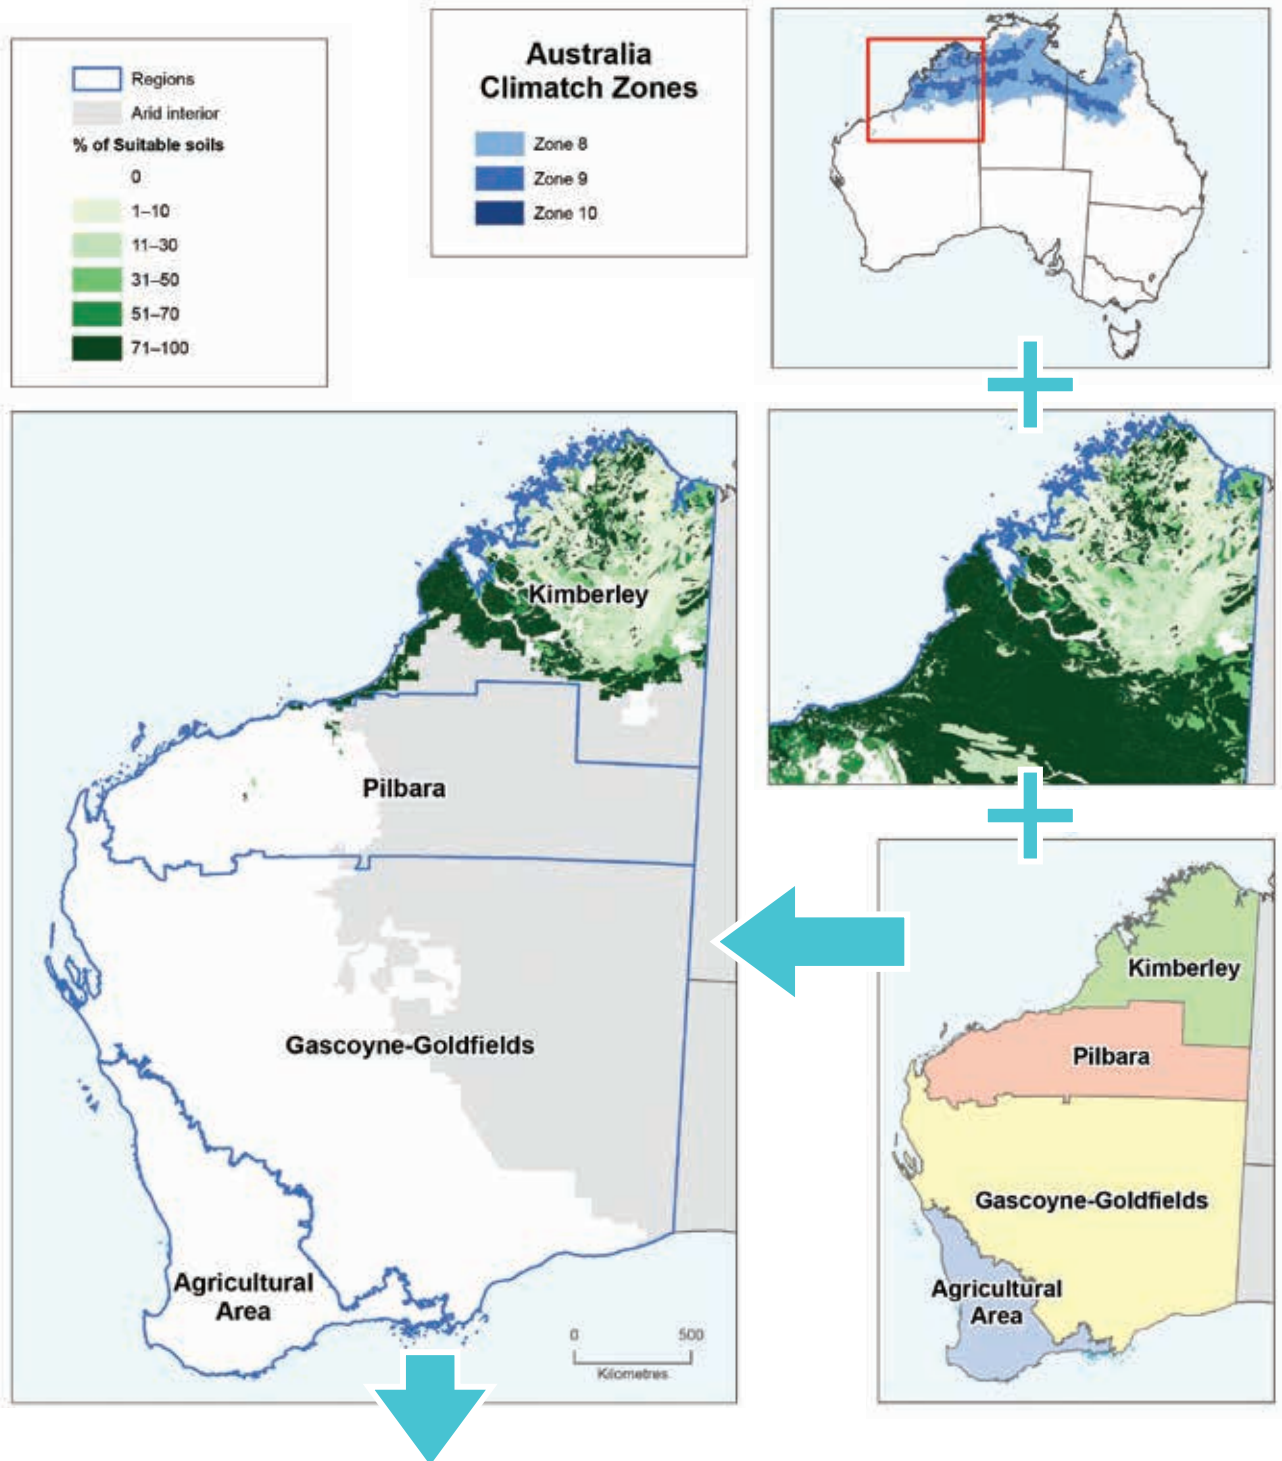 Regions
Arid interior
% of Suitable soils
0
1–10
11–30
31–50
51–70
71–100
Australia
Climatch Zones
Zone 8
Zone 9
Zone 10
Kimberley
Pilbara
Gascoyne-Goldfields
Agricultural
Area
0 500
Kilometres
Kimberley
Pilbara
Gascoyne-Goldfields
Agricultural
Area